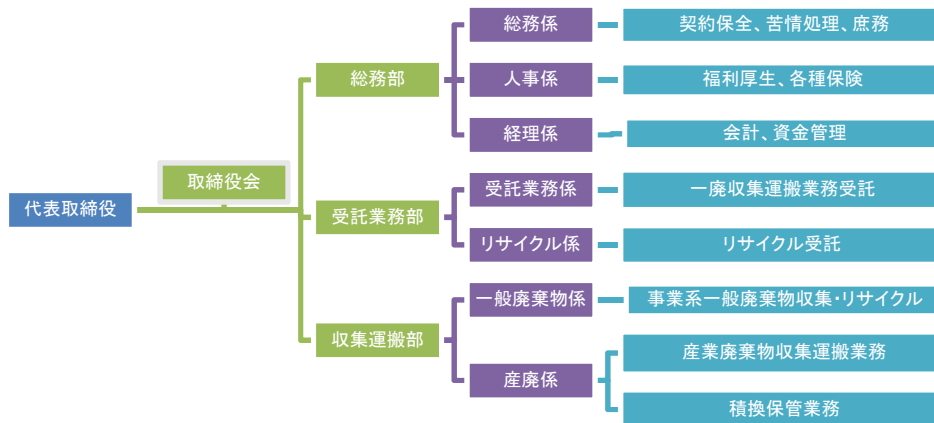 代表取締役
取締役会
総務部
総務係
契約保全、苦情処理、庶務
人事係
福利厚生、各種保険
経理係
会計、資金管理
受託業務部
受託業務係
一廃収集運搬業務受託
リサイクル係
リサイクル受託
収集運搬部
一般廃棄物係
事業系一般廃棄物収集・リサイクル
産廃係
産業廃棄物収集運搬業務
積換保管業務